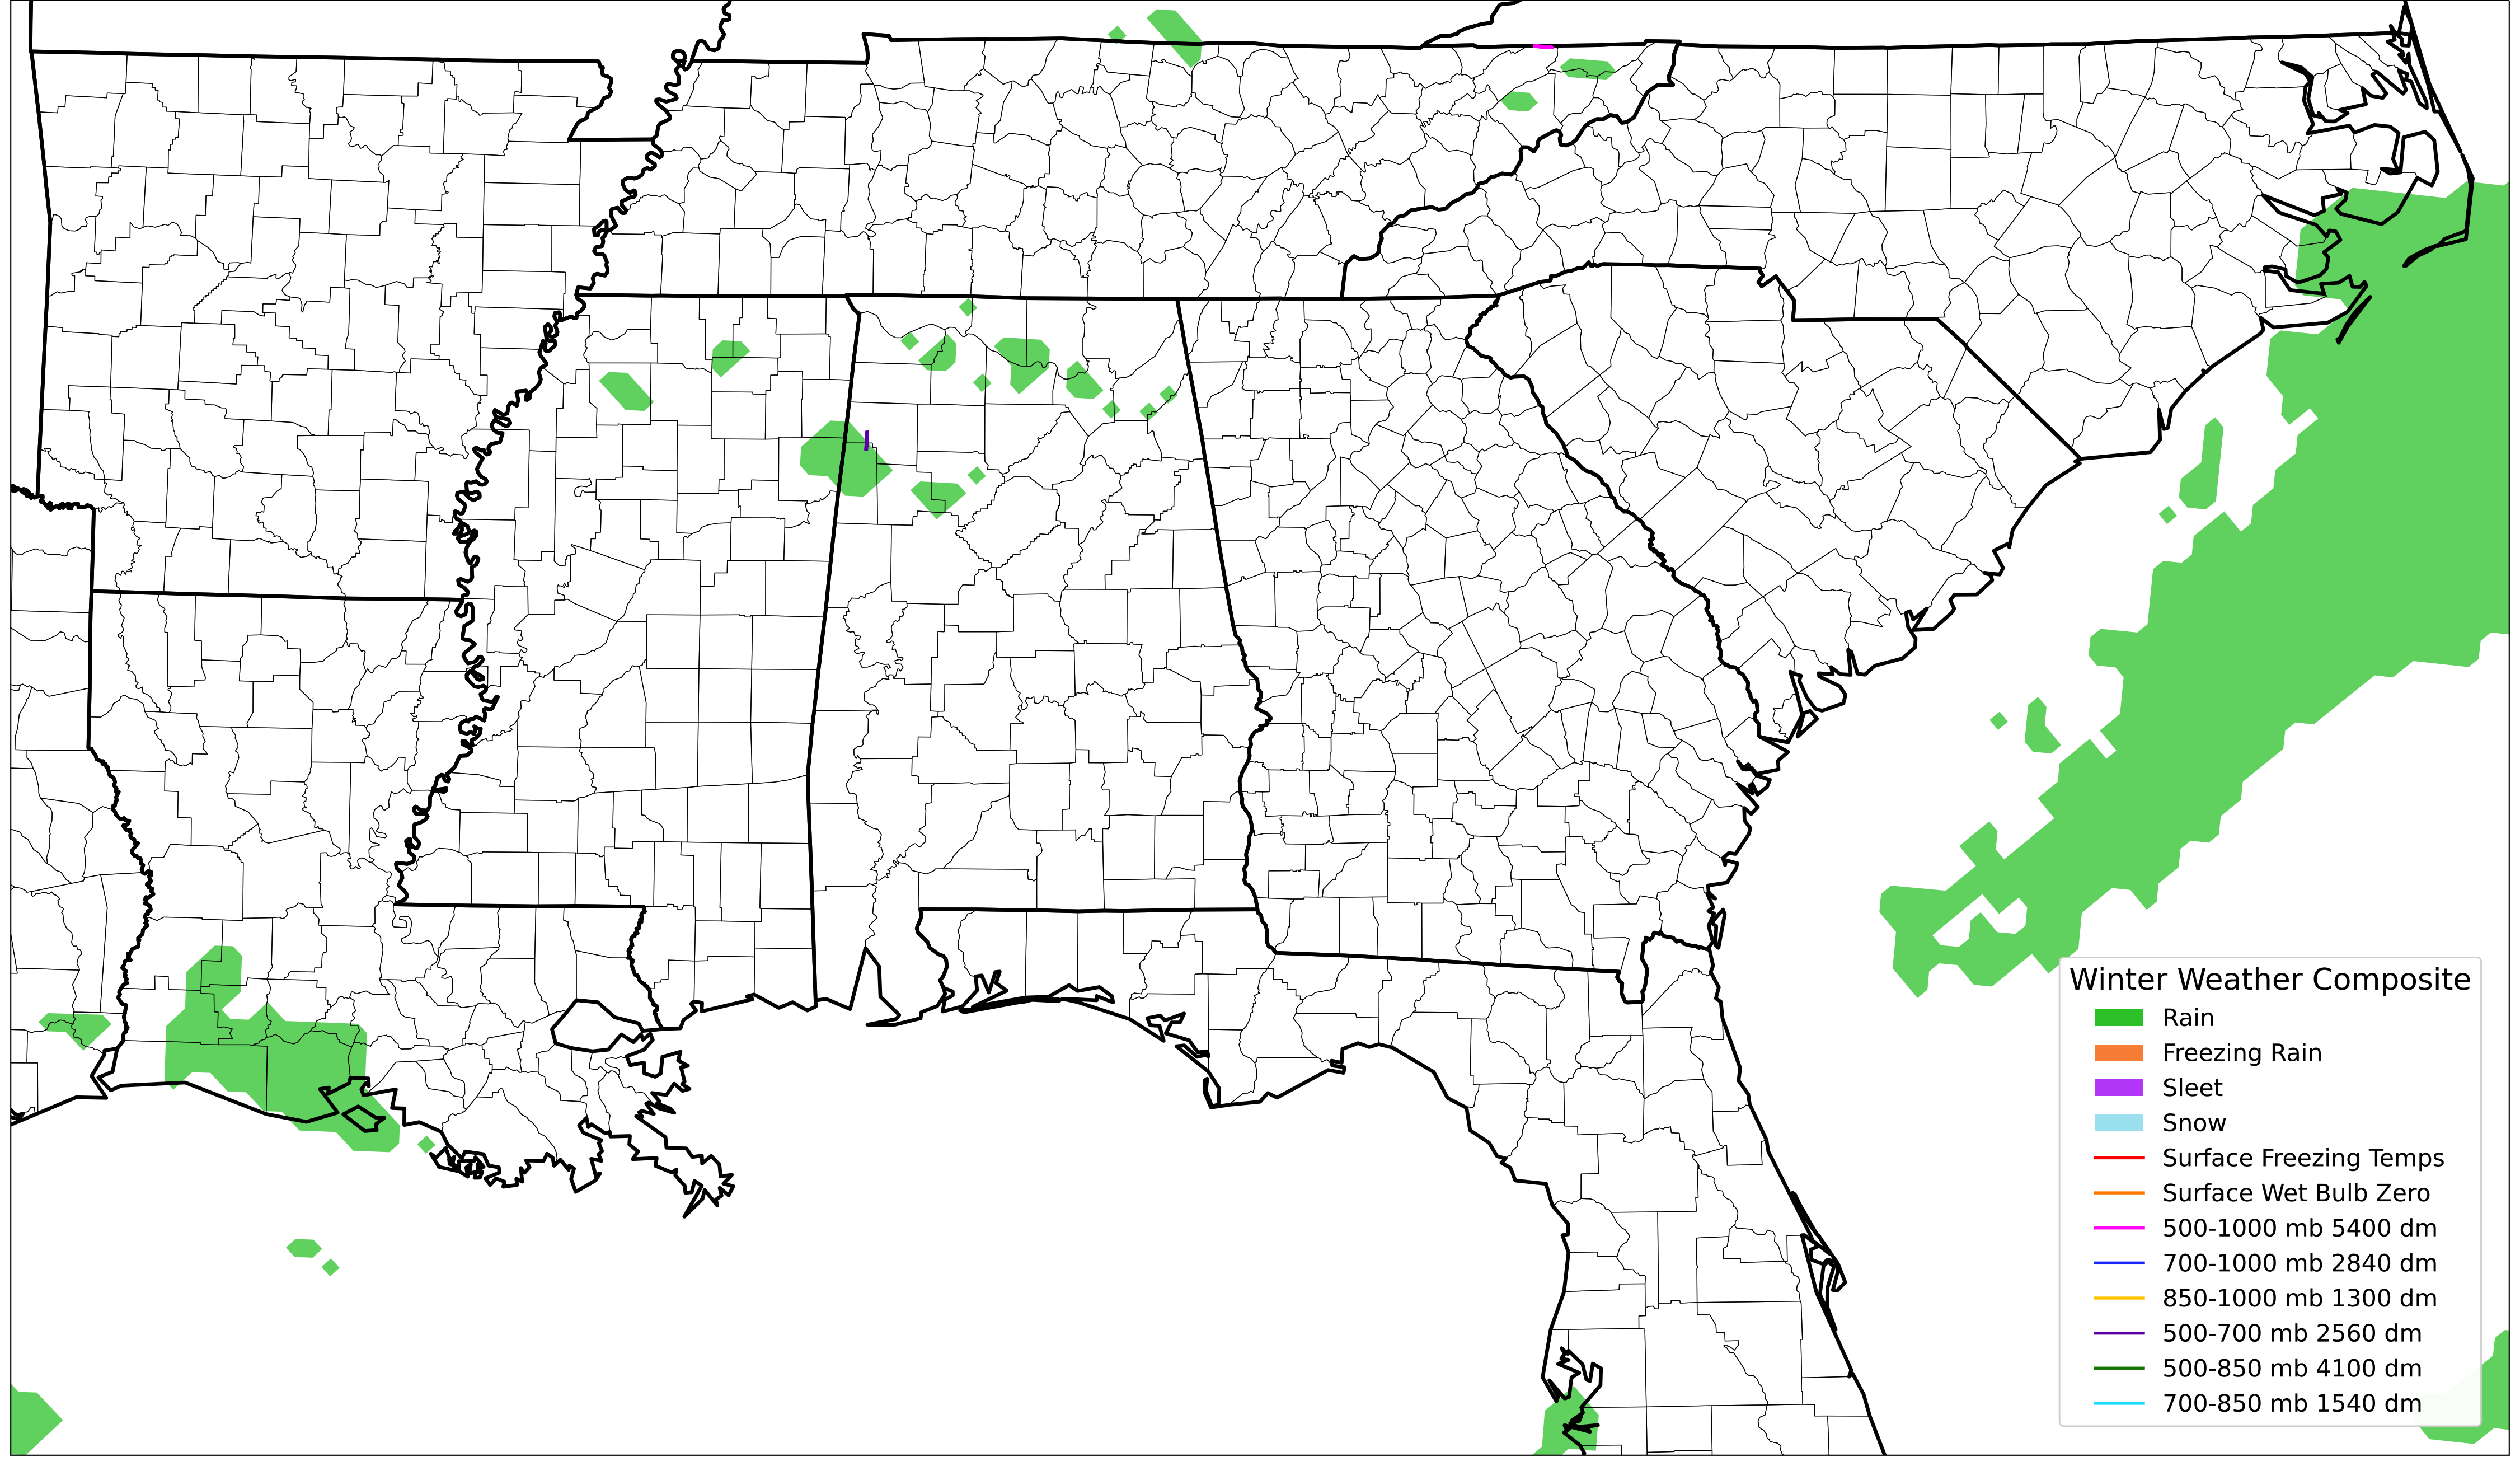 Winter Weather Composite
Rain
Freezing Rain
Sleet
Snow
Surface Freezing Temps
Surface Wet Bulb Zero
500-1000 mb 5400 dm
700-1000 mb 2840 dm
850-1000 mb 1300 dm
500-700 mb 2560 dm
500-850 mb 4100 dm
700-850 mb 1540 dm